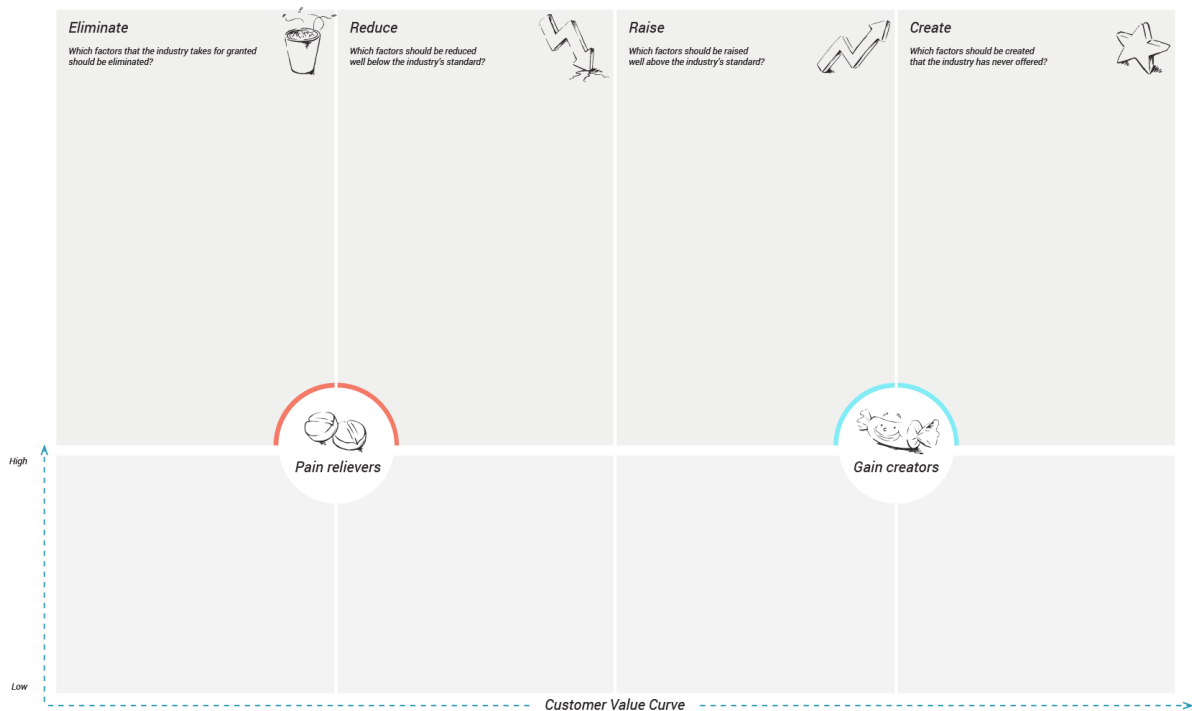 Eliminate
Which factors that the industry takes for granted
should be eliminated?
Reduce
Which factors should be reduced
well below the industry's standard?
Raise
Which factors should be raised
well above the industry's standard?
Create
Which factors should be created
that the industry has never offered?
Pain relievers
Gain creators
High
Low
Customer Value Curve